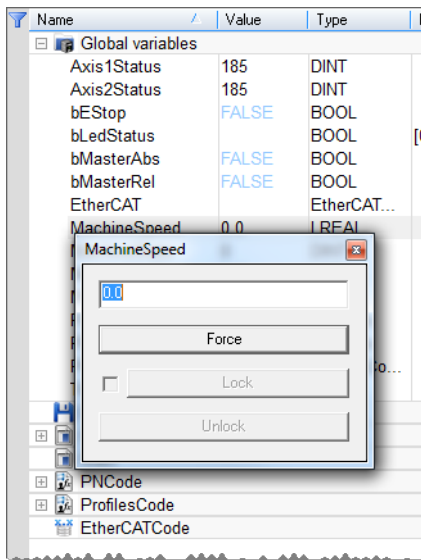 Name Value Type
Global variables
Axis1Status 185 DINT
Axis2Status 185 DINT
bEStop FALSE BOOL
bLedStatus BOOL
bMasterAbs FALSE BOOL
bMasterRel FALSE BOOL
EtherCAT EtherCAT...
MachineSpeed 0.0 LREAL
MachineSpeed
0.0
Force
Lock
Unlock
PNCode
ProfilesCode
EtherCATCode